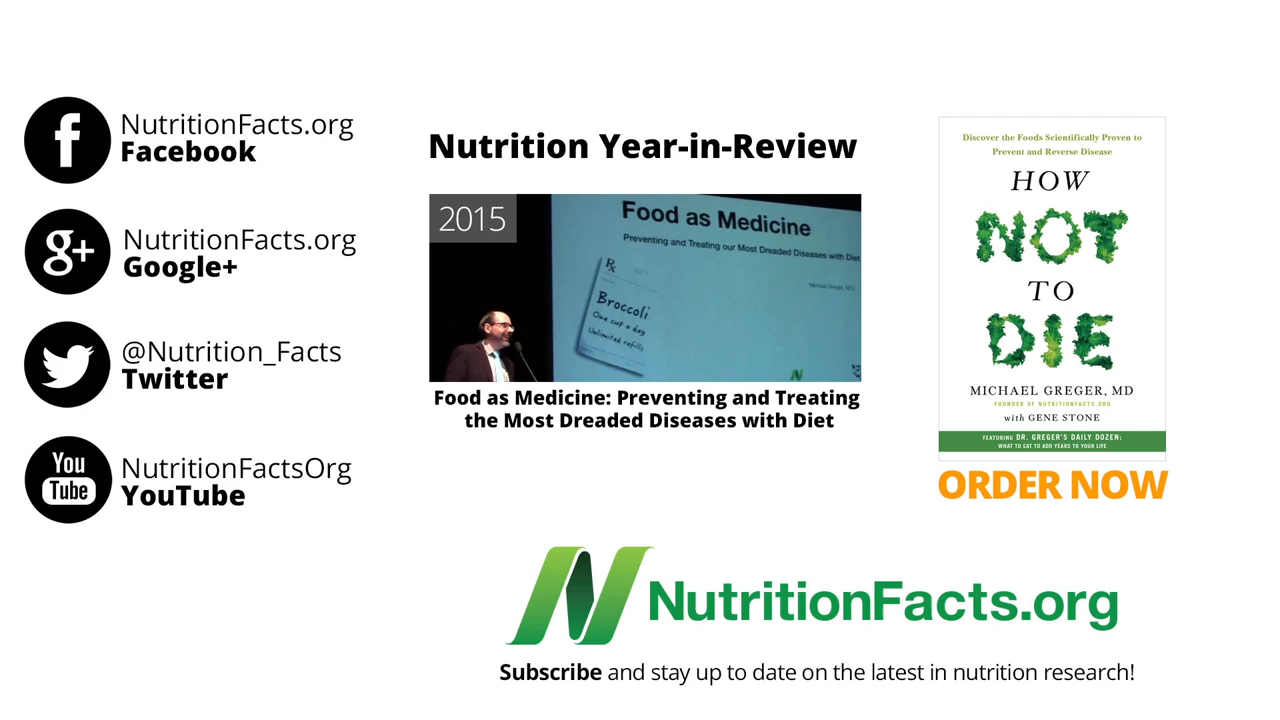 NutritionFacts.org
Facebook
g+
NutritionFacts.org
Google+
@Nutrition_Facts
Twitter
You
Tube
NutritionFactsOrg
YouTube
Nutrition Year-in-Review
2015
Food as Medicine
Preventing and Treating our Most Dreaded Diseases with Diet
Michael Greger, M.D.
Rx
Broccoli
One cup a day
Unlimited refills
Food as Medicine: Preventing and Treating
the Most Dreaded Diseases with Diet
Discover the Foods Scientifically Proven to
Prevent and Reverse Disease
HOW
NOT
TO
DIE
MICHAEL GREGER, MD
FOUNDER OF NUTRITIONFACTS.ORG
with GENE STONE
FEATURING DR. GREGER'S DAILY DOZEN:
WHAT TO EAT TO ADD YEARS TO YOUR LIFE
ORDER NOW
NutritionFacts.org
Subscribe and stay up to date on the latest in nutrition research!